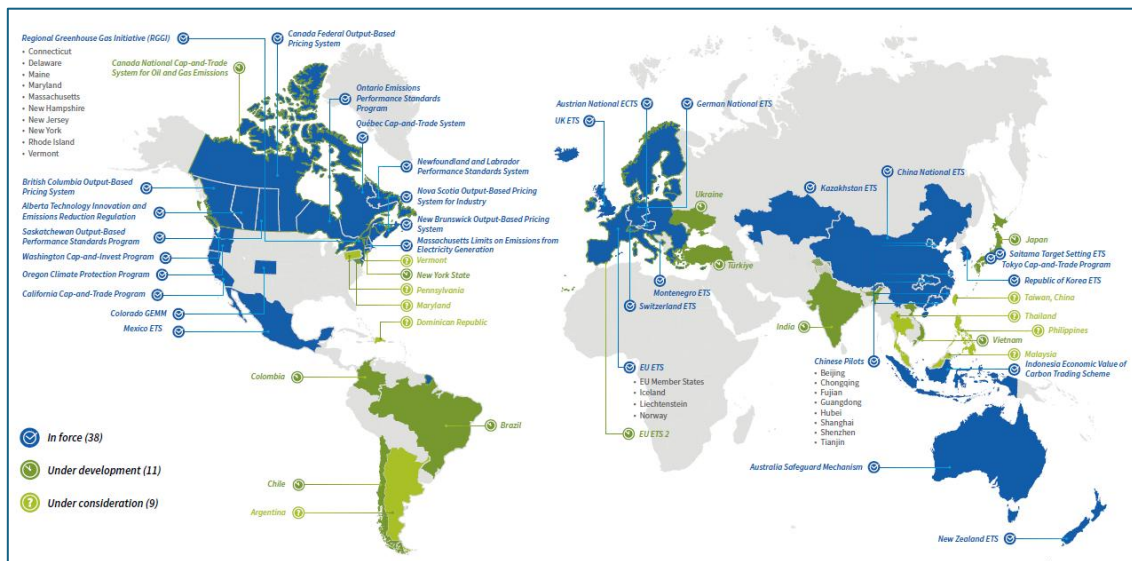 Regional Greenhouse Gas Initiative (RGGI)
• Connecticut
• Delaware
• Maine
• Maryland
• Massachusetts
• New Hampshire
• New Jersey
• New York
• Rhode Island
• Vermont
Canada National Cap-and-Trade
System for Oil and Gas Emissions
Canada Federal Output-Based
Pricing System
Ontario Emissions
Performance Standards
Program
Québec Cap-and-Trade System
Newfoundland and Labrador
Performance Standards System
Nova Scotia Output-Based Pricing
System for Industry
New Brunswick Output-Based Pricing
System
Massachusetts Limits on Emissions from
Electricity Generation
Vermont
New York State
Pennsylvania
Maryland
Dominican Republic
British Columbia Output-Based
Pricing System
Alberta Technology Innovation and
Emissions Reduction Regulation
Saskatchewan Output-Based
Performance Standards Program
Washington Cap-and-Invest Program
Oregon Climate Protection Program
California Cap-and-Trade Program
Colorado GEMM
Mexico ETS
Colombia
Brazil
Chile
Argentina
In force (38)
Under development (11)
? Under consideration (9)
Austrian National ECTS
German National ETS
UK ETS
Ukraine
Türkiye
Montenegro ETS
Switzerland ETS
EU ETS
• EU Member States
• Iceland
• Liechtenstein
• Norway
EU ETS 2
Kazakhstan ETS
China National ETS
Japan
Saitama Target Setting ETS
Tokyo Cap-and-Trade Program
Republic of Korea ETS
Taiwan, China
Thailand
Philippines
Vietnam
Malaysia
Indonesia Economic Value of
Carbon Trading Scheme
India
Chinese Pilots
• Beijing
• Chongqing
• Fujian
• Guangdong
• Hubei
• Shanghai
• Shenzhen
• Tianjin
Australia Safeguard Mechanism
New Zealand ETS